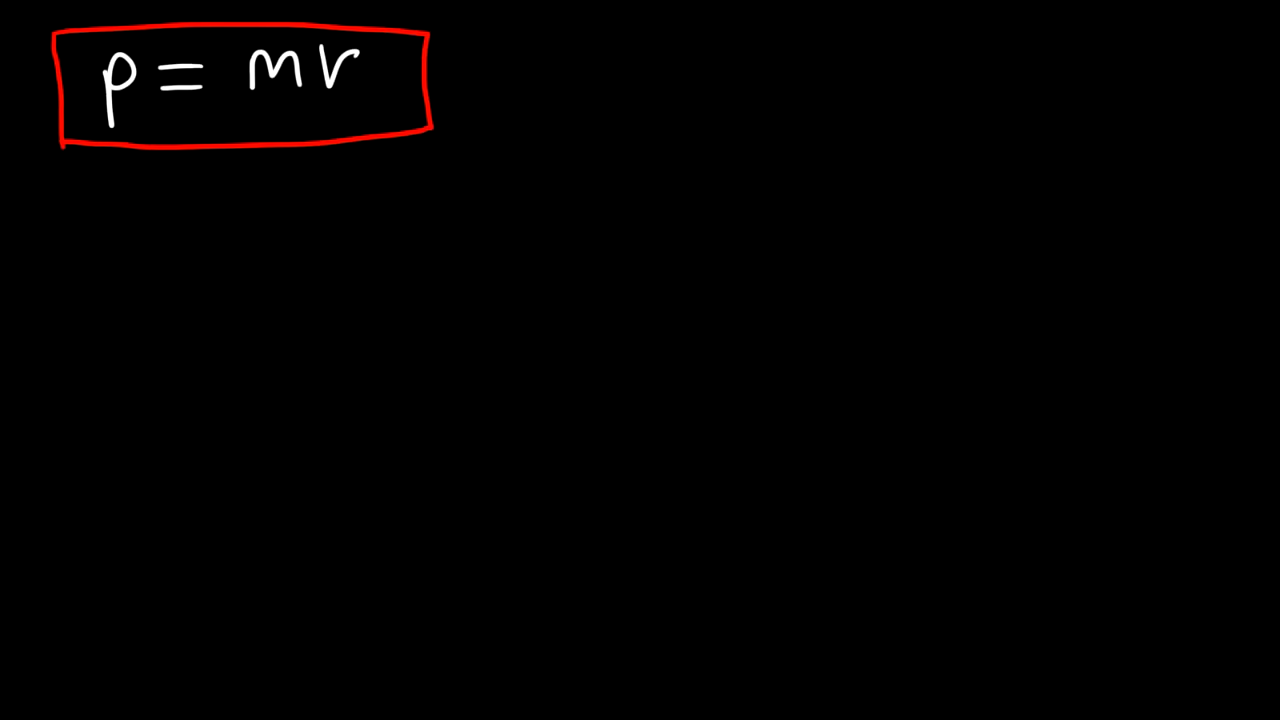 p = mv